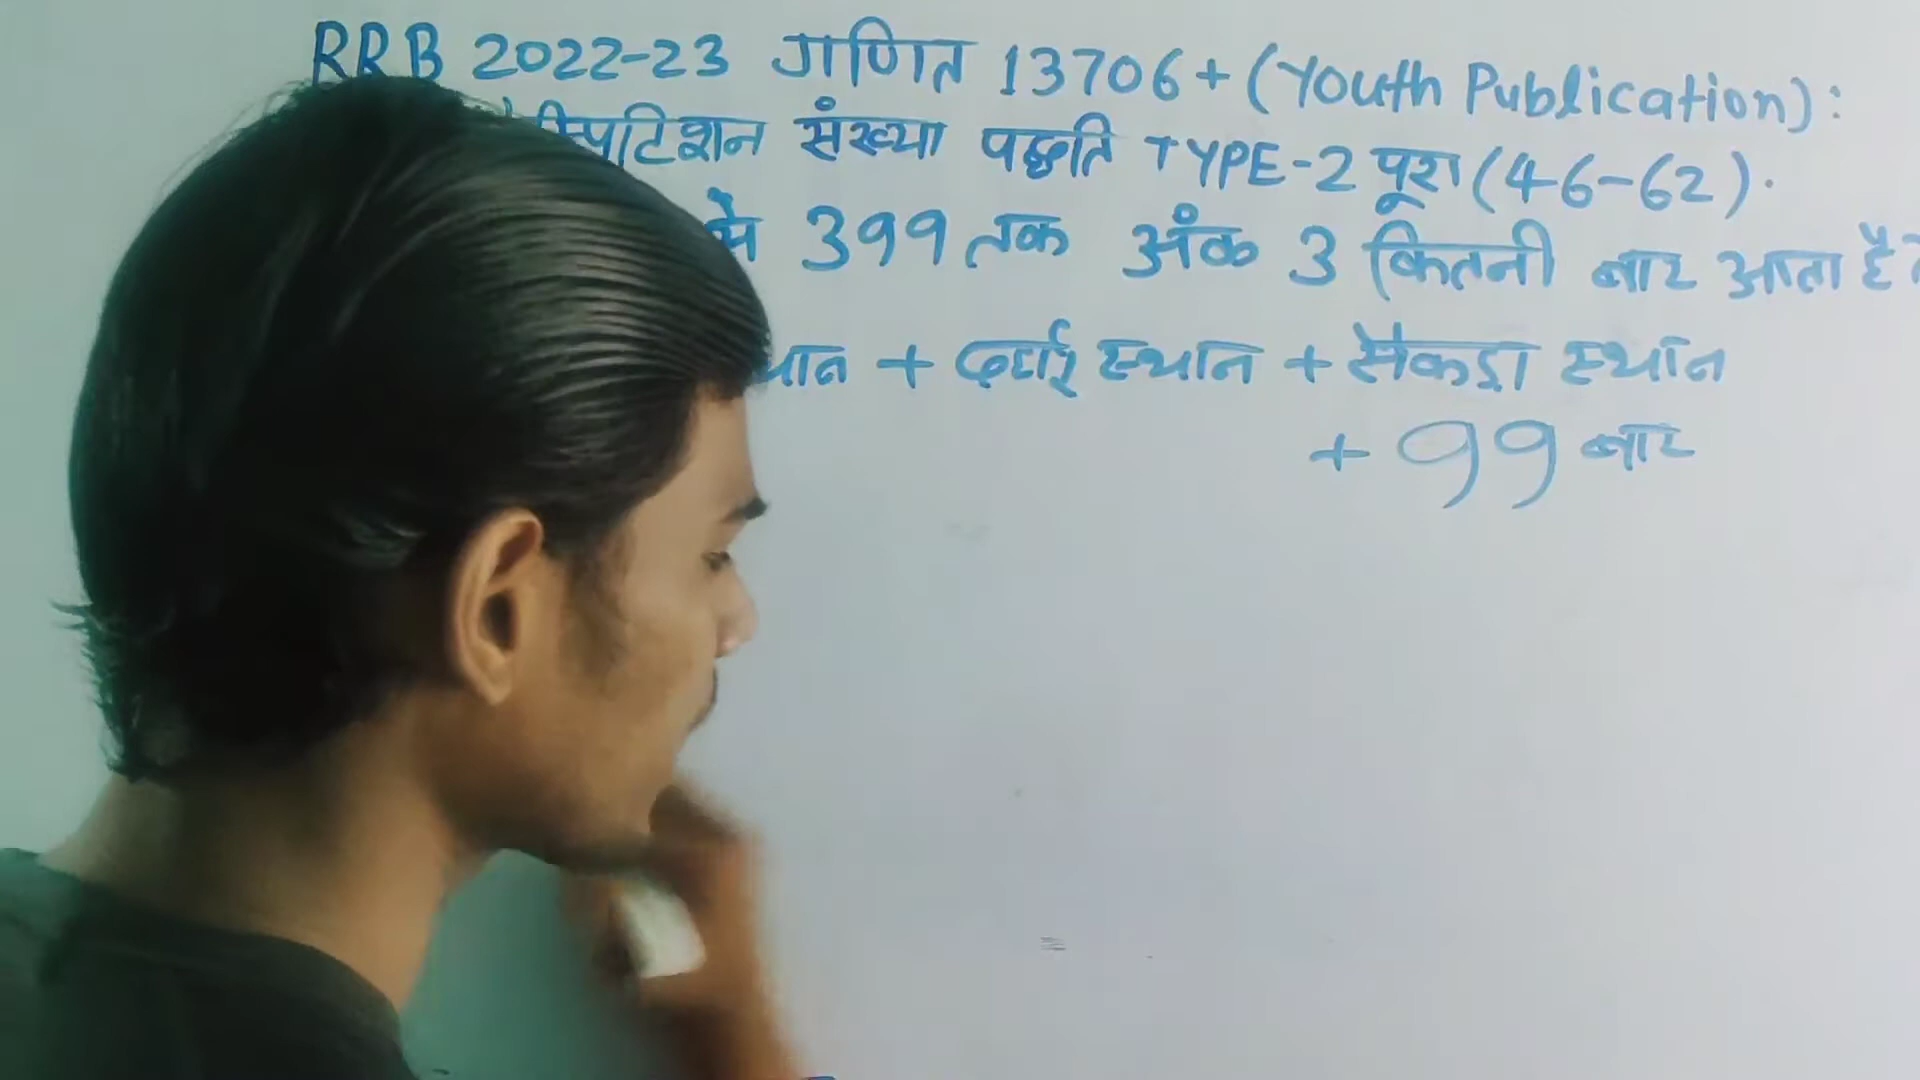 RRB 2022-23 गणित 13706+ (Youth Publication):
संख्या पद्धति TYPE-2 पूरा (46-62).
से 399 तक अंक 3 कितनी बार आता है
+ दहाई स्थान + सैकड़ा स्थान
+ 99 बार